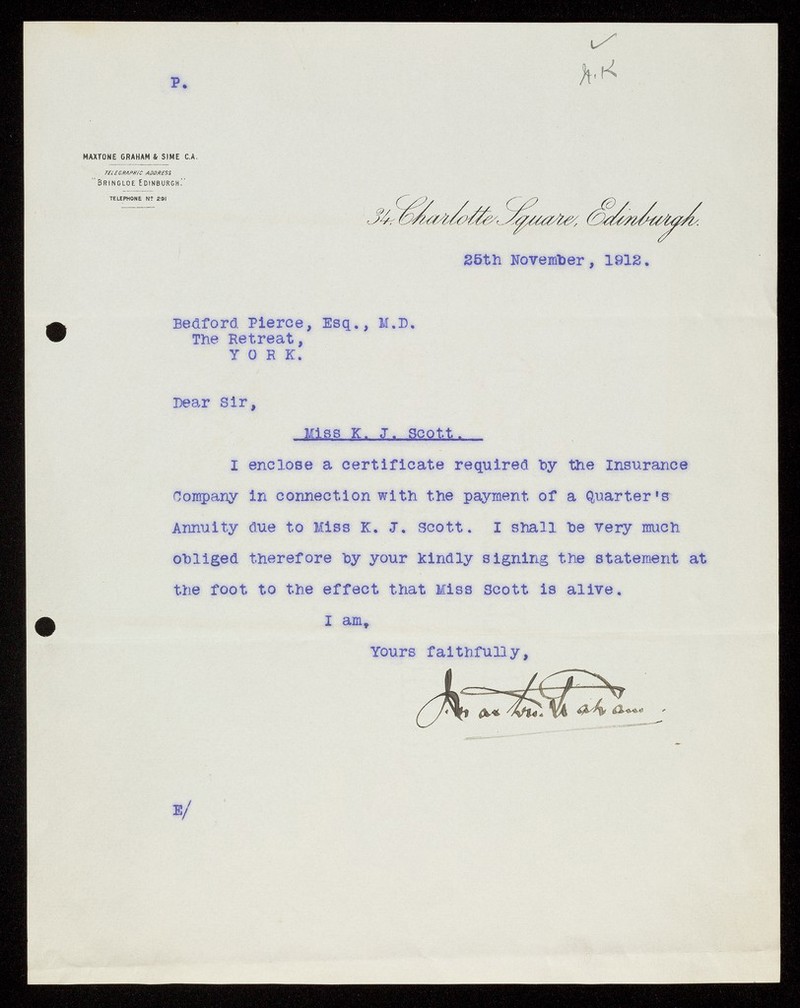 A.K
P.
MAXTONE GRAHAM & SIME C.A.
TELEGRAPHIC ADDRESS
"BRINGLOE EDINBURGH."
TELEPHONE Nº 291
34, Charlotte Square, Edinburgh.
25th November, 1912.
Bedford Pierce, Esq., M.D.
The Retreat,
Y O R K.
Dear Sir,
Miss K. J. Scott.
I enclose a certificate required by the Insurance
Company in connection with the payment of a Quarter's
Annuity due to Miss K. J. Scott. I shall be very much
obliged therefore by your kindly signing the statement at
the foot to the effect that Miss Scott is alive.
I am,
Yours faithfully,
J. Maxtone Graham.
E/